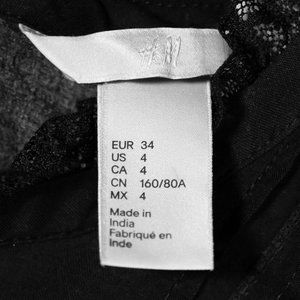 H&M
EUR 34
US 4
CA 4
CN 160/80A
MX 4
Made in
India
Fabriqué en
Inde